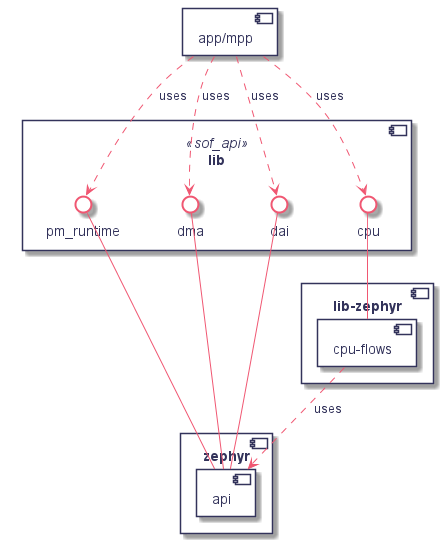 app/mpp
uses
uses
uses
uses
«sof_api»
lib
pm_runtime
dma
dai
cpu
lib-zephyr
cpu-flows
uses
zephyr
api